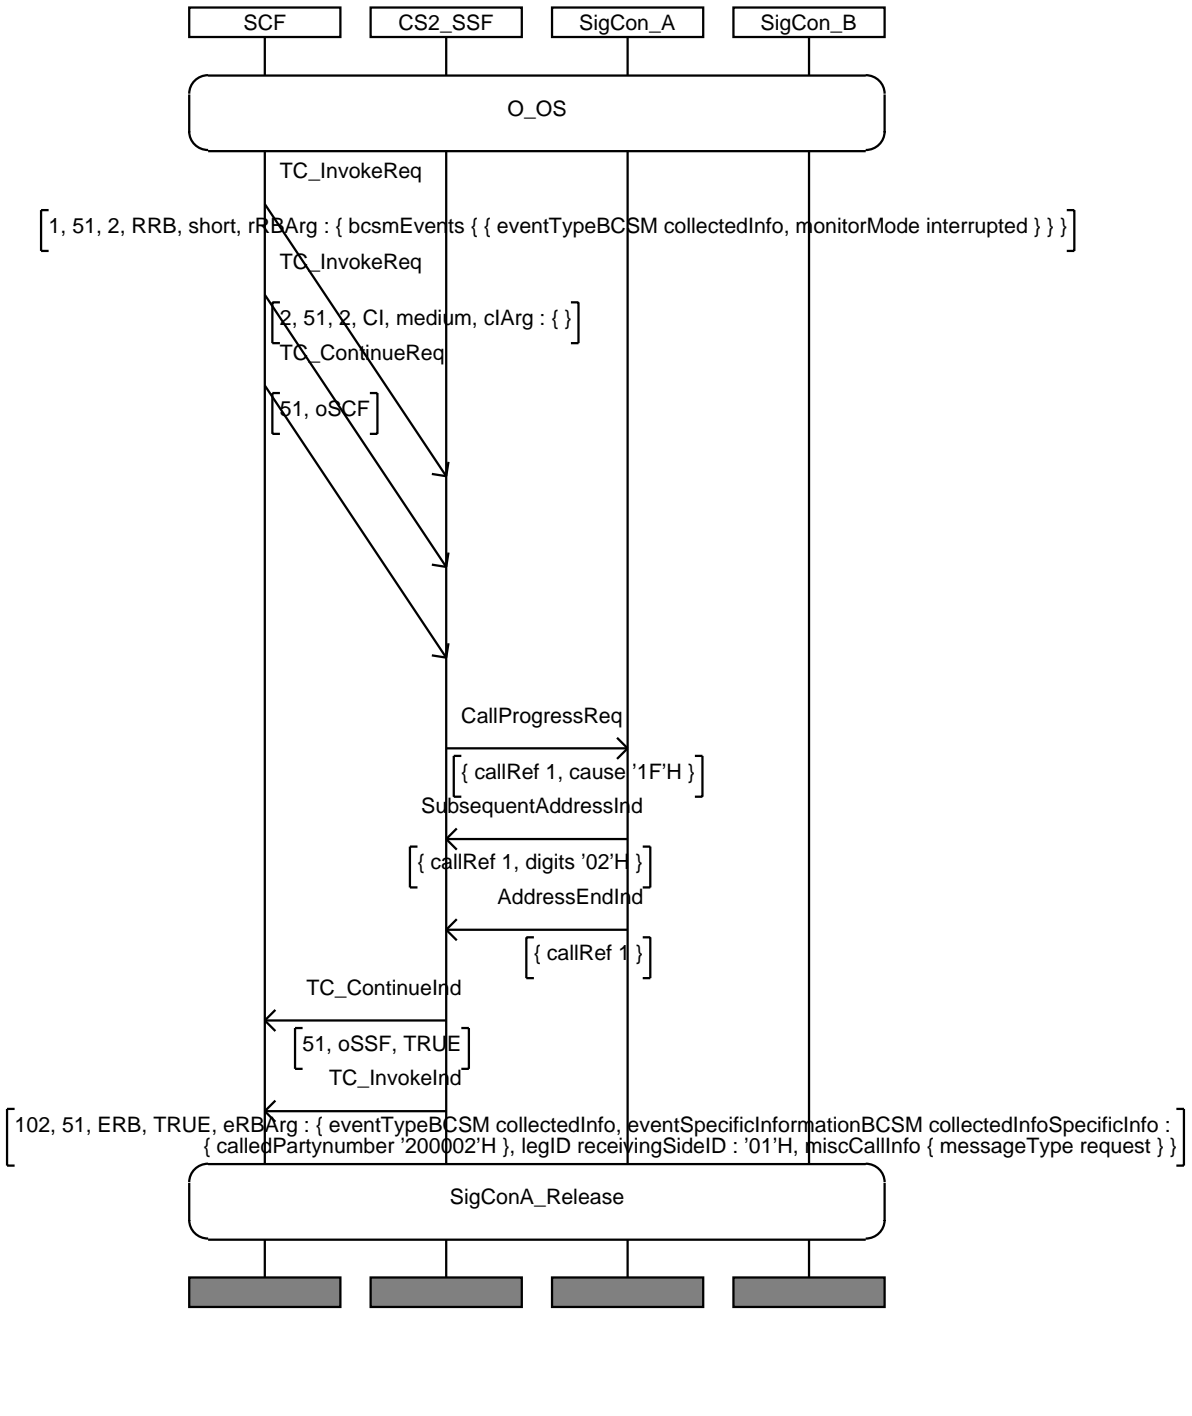 SCF CS2_SSF SigCon_A SigCon_B
O_OS
TC_InvokeReq
1, 51, 2, RRB, short, rRBArg : { bcsmEvents { { eventTypeBCSM collectedInfo, monitorMode interrupted } } }
TC_InvokeReq
2, 51, 2, CI, medium, cIArg : { }
TC_ContinueReq
51, oSCF
CallProgressReq
{ callRef 1, cause '1F'H }
SubsequentAddressInd
{ callRef 1, digits '02'H }
AddressEndInd
{ callRef 1 }
TC_ContinueInd
51, oSSF, TRUE
TC_InvokeInd
102, 51, ERB, TRUE, eRBArg : { eventTypeBCSM collectedInfo, eventSpecificInformationBCSM collectedInfoSpecificInfo :
{ calledPartynumber '200002'H }, legID receivingSideID : '01'H, miscCallInfo { messageType request } }
SigConA_Release